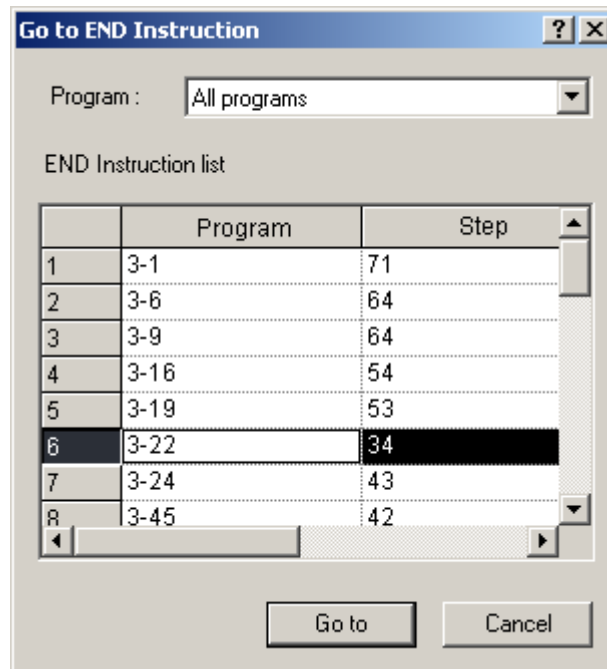 Go to END Instruction
Program : All programs
END Instruction list
Program Step
1 3-1 71
2 3-6 64
3 3-9 64
4 3-16 54
5 3-19 53
6 3-22 34
7 3-24 43
8 3-45 42
Go to Cancel